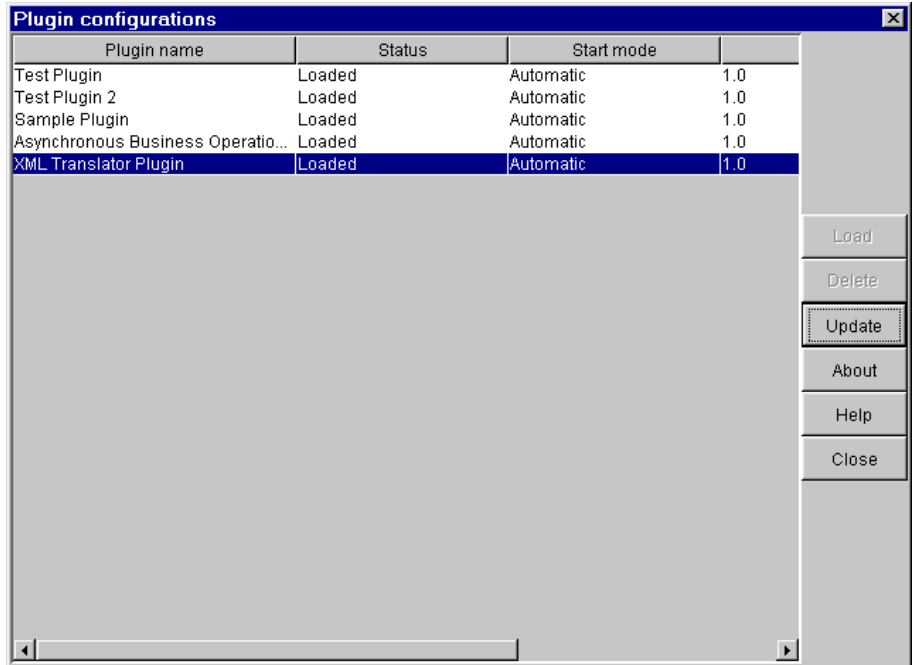 Plugin configurations
Plugin name Status Start mode
Test Plugin Loaded Automatic 1.0
Test Plugin 2 Loaded Automatic 1.0
Sample Plugin Loaded Automatic 1.0
Asynchronous Business Operatio... Loaded Automatic 1.0
XML Translator Plugin Loaded Automatic 1.0
Load
Delete
Update
About
Help
Close